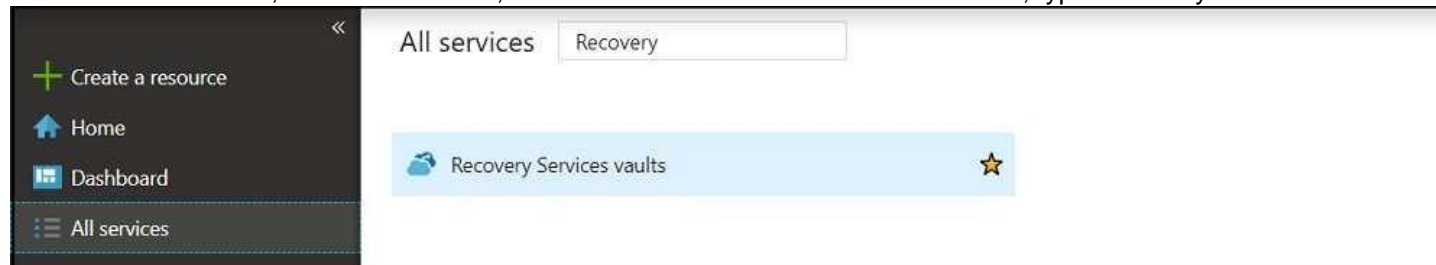 «
All services Recovery
Create a resource
Home
Recovery Services vaults
Dashboard
All services